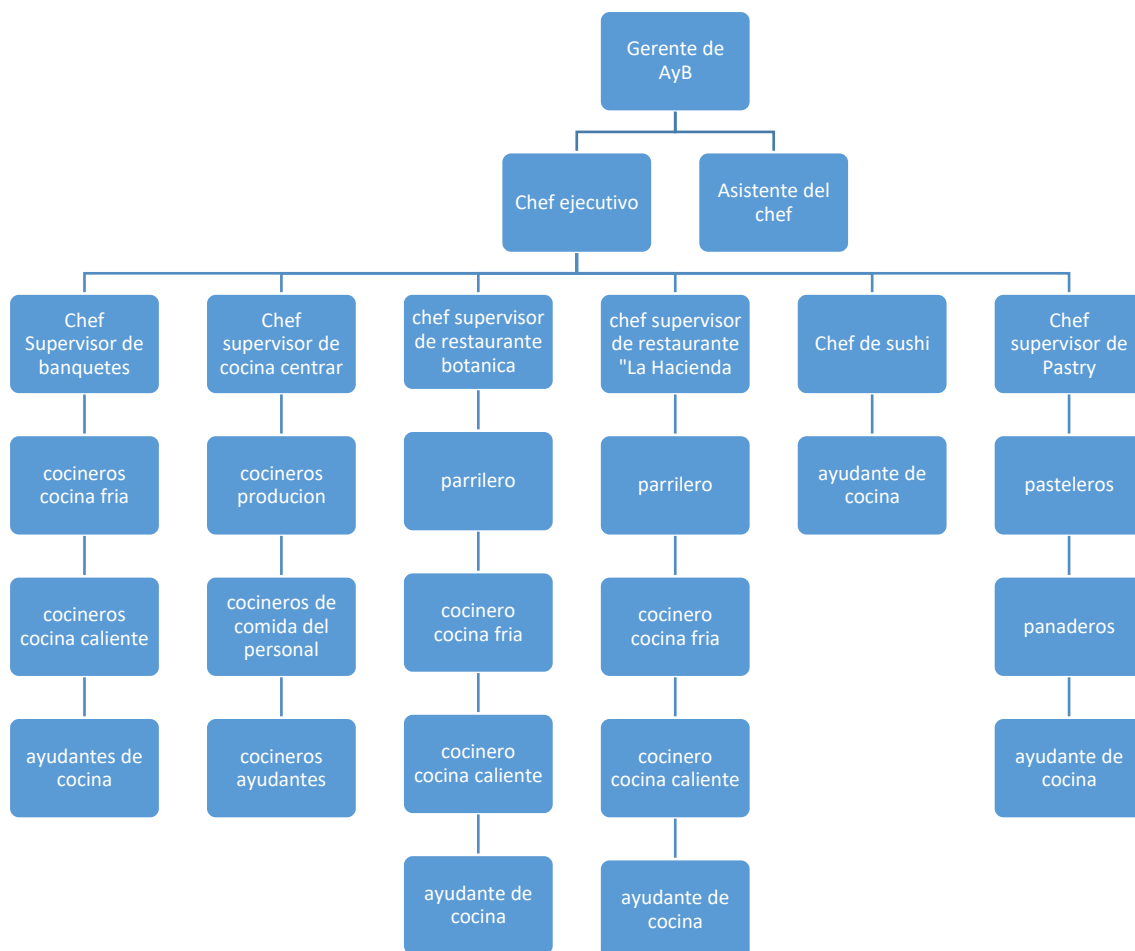 Gerente de
AyB
Chef ejecutivo
Asistente del
chef
Chef
Supervisor de
banquetes
Chef
supervisor de
cocina centrar
chef supervisor
de restaurante
botanica
chef supervisor
de restaurante
"La Hacienda
Chef de sushi
Chef
supervisor de
Pastry
cocineros
cocina fria
cocineros
producion
parrilero
parrilero
ayudante de
cocina
pasteleros
cocineros
cocina caliente
cocineros de
comida del
personal
cocinero
cocina fria
cocinero
cocina fria
panaderos
ayudantes de
cocina
cocineros
ayudantes
cocinero
cocina caliente
cocinero
cocina caliente
ayudante de
cocina
ayudante de
cocina
ayudante de
cocina